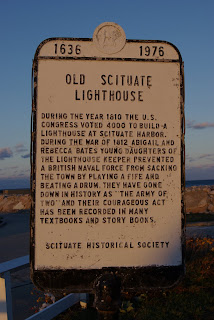 1636 1976
OLD SCITUATE
LIGHTHOUSE
DURING THE YEAR 1810 THE U.S.
CONGRESS VOTED 4000 TO BUILD A
LIGHTHOUSE AT SCITUATE HARBOR.
DURING THE WAR OF 1812 ABIGAIL AND
REBECCA BATES YOUNG DAUGHTERS OF
THE LIGHTHOUSE KEEPER PREVENTED
A BRITISH NAVAL FORCE FROM SACKING
THE TOWN BY PLAYING A FIFE AND
BEATING A DRUM. THEY HAVE GONE
DOWN IN HISTORY AS "THE ARMY OF
TWO" AND THEIR COURAGEOUS ACT
HAS BEEN RECORDED IN MANY
TEXTBOOKS AND STORY BOOKS.
SCITUATE HISTORICAL SOCIETY